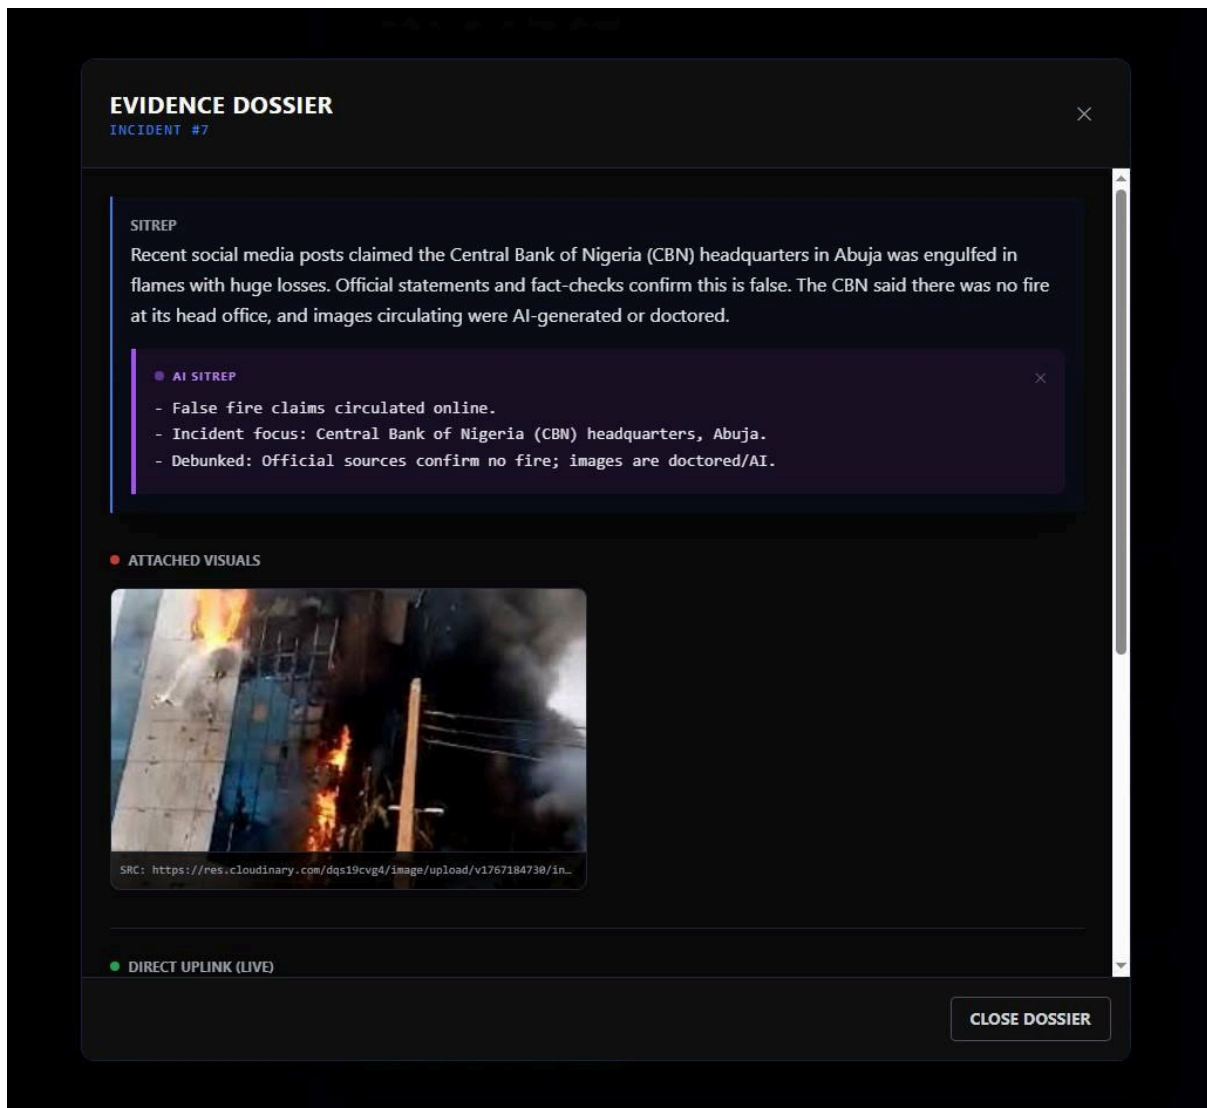 EVIDENCE DOSSIER
INCIDENT #7
SITREP
Recent social media posts claimed the Central Bank of Nigeria (CBN) headquarters in Abuja was engulfed in
flames with huge losses. Official statements and fact-checks confirm this is false. The CBN said there was no fire
at its head office, and images circulating were AI-generated or doctored.
AI SITREP
- False fire claims circulated online.
- Incident focus: Central Bank of Nigeria (CBN) headquarters, Abuja.
- Debunked: Official sources confirm no fire; images are doctored/AI.
ATTACHED VISUALS
SRC: https://res.cloudinary.com/dqs19cvg4/image/upload/v1767184730/in…
DIRECT UPLINK (LIVE)
CLOSE DOSSIER